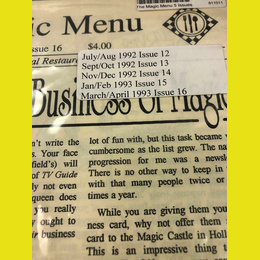 The Magic Menu 5 Issues
911011
ic Menu
ssue 16
$4.00
al Restaura
July/Aug 1992 Issue 12
Sept/Oct 1992 Issue 13
Nov/Dec 1992 Issue 14
Jan/Feb 1993 Issue 15
March/April 1993 Issue 16
Business of Magic
n't write the
s. Your face
field's) will
of TV Guide
ly not even
queen does
you really
y ought to
iness card
lot of fun with, but this task became
cumbersome as the list grew. The na
progression for me was a newsle
There is no other way to keep in
with that many people twice or
times a year.
While you are giving them you
ness card, why not offer them
card to the Magic Castle in Holl
This is an impressive thing t